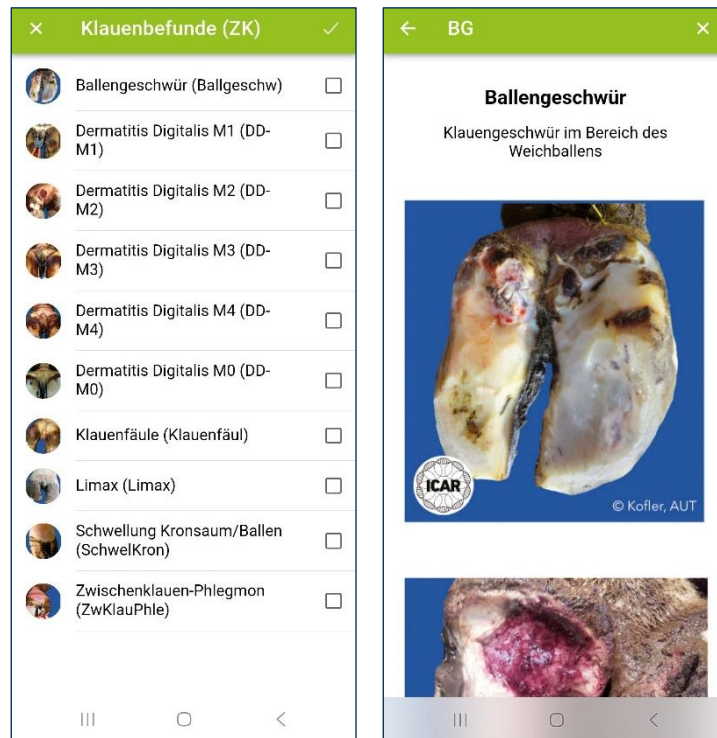 Klauenbefunde (ZK)
Ballengeschwür (Ballgeschw)
Dermatitis Digitalis M1 (DD-
M1)
Dermatitis Digitalis M2 (DD-
M2)
Dermatitis Digitalis M3 (DD-
M3)
Dermatitis Digitalis M4 (DD-
M4)
Dermatitis Digitalis M0 (DD-
M0)
Klauenfäule (Klauenfäul)
Limax (Limax)
Schwellung Kronsaum/Ballen
(SchwelKron)
Zwischenklauen-Phlegmon
(ZwKlauPhle)
BG
Ballengeschwür
Klauengeschwür im Bereich des
Weichballens
ICAR
© Kofler, AUT